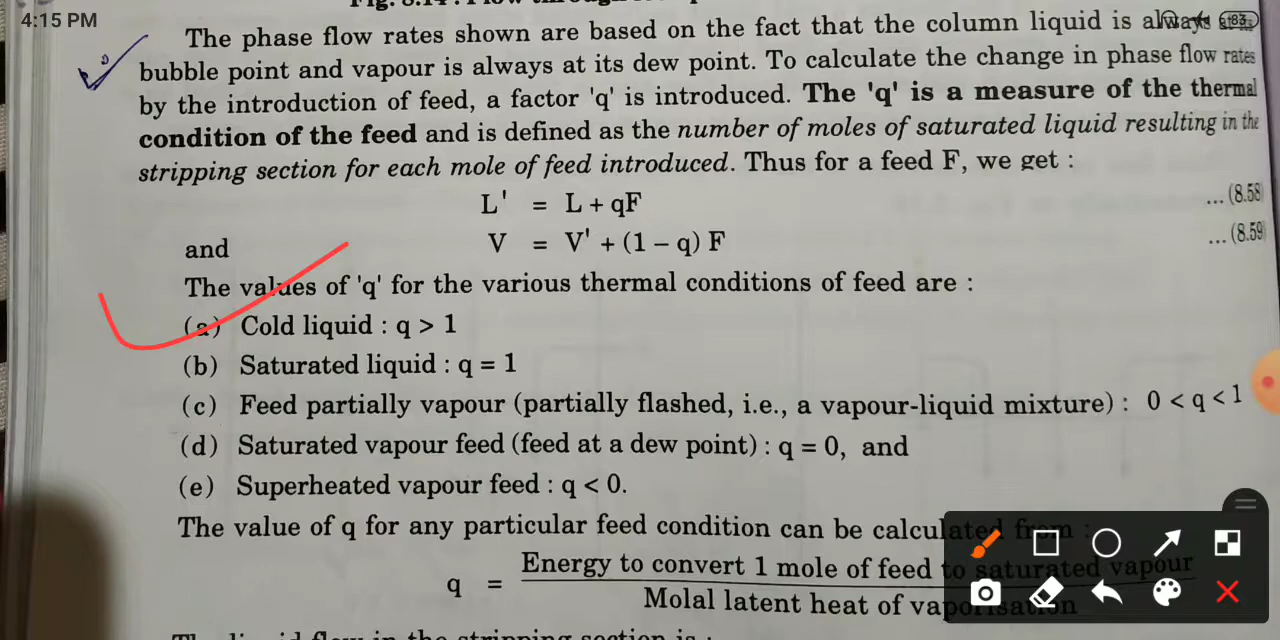 4:15 PM
The phase flow rates shown are based on the fact that the column liquid is always
83
bubble point and vapour is always at its dew point. To calculate the change in phase flow rates
by the introduction of feed, a factor 'q' is introduced. The 'q' is a measure of the thermal
condition of the feed and is defined as the number of moles of saturated liquid resulting in the
stripping section for each mole of feed introduced. Thus for a feed F, we get :
L' = L + qF ... (8.58
and V = V' + (1 – q) F ... (8.59
The values of 'q' for the various thermal conditions of feed are :
(a) Cold liquid : q > 1
(b) Saturated liquid : q = 1
(c) Feed partially vapour (partially flashed, i.e., a vapour-liquid mixture) : 0 < q < 1
(d) Saturated vapour feed (feed at a dew point) : q = 0, and
(e) Superheated vapour feed : q < 0.
The value of q for any particular feed condition can be calculated from :
q = Energy to convert 1 mole of feed to saturated vapour
Molal latent heat of vaporisation